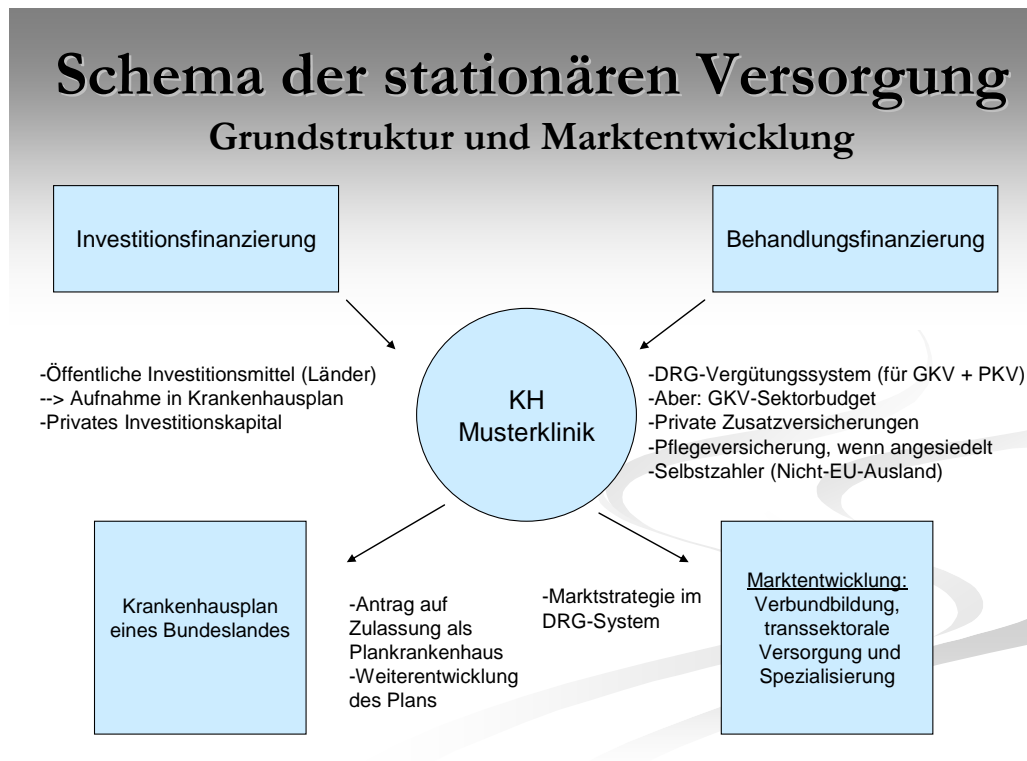 Schema der stationären Versorgung
Grundstruktur und Marktentwicklung
Investitionsfinanzierung
Behandlungsfinanzierung
-Öffentliche Investitionsmittel (Länder)
--> Aufnahme in Krankenhausplan
-Privates Investitionskapital
KH
Musterklinik
-DRG-Vergütungssystem (für GKV + PKV)
-Aber: GKV-Sektorbudget
-Private Zusatzversicherungen
-Pflegeversicherung, wenn angesiedelt
-Selbstzahler (Nicht-EU-Ausland)
Krankenhausplan
eines Bundeslandes
-Antrag auf
Zulassung als
Plankrankenhaus
-Weiterentwicklung
des Plans
-Marktstrategie im
DRG-System
Marktentwicklung:
Verbundbildung,
transsektorale
Versorgung und
Spezialisierung